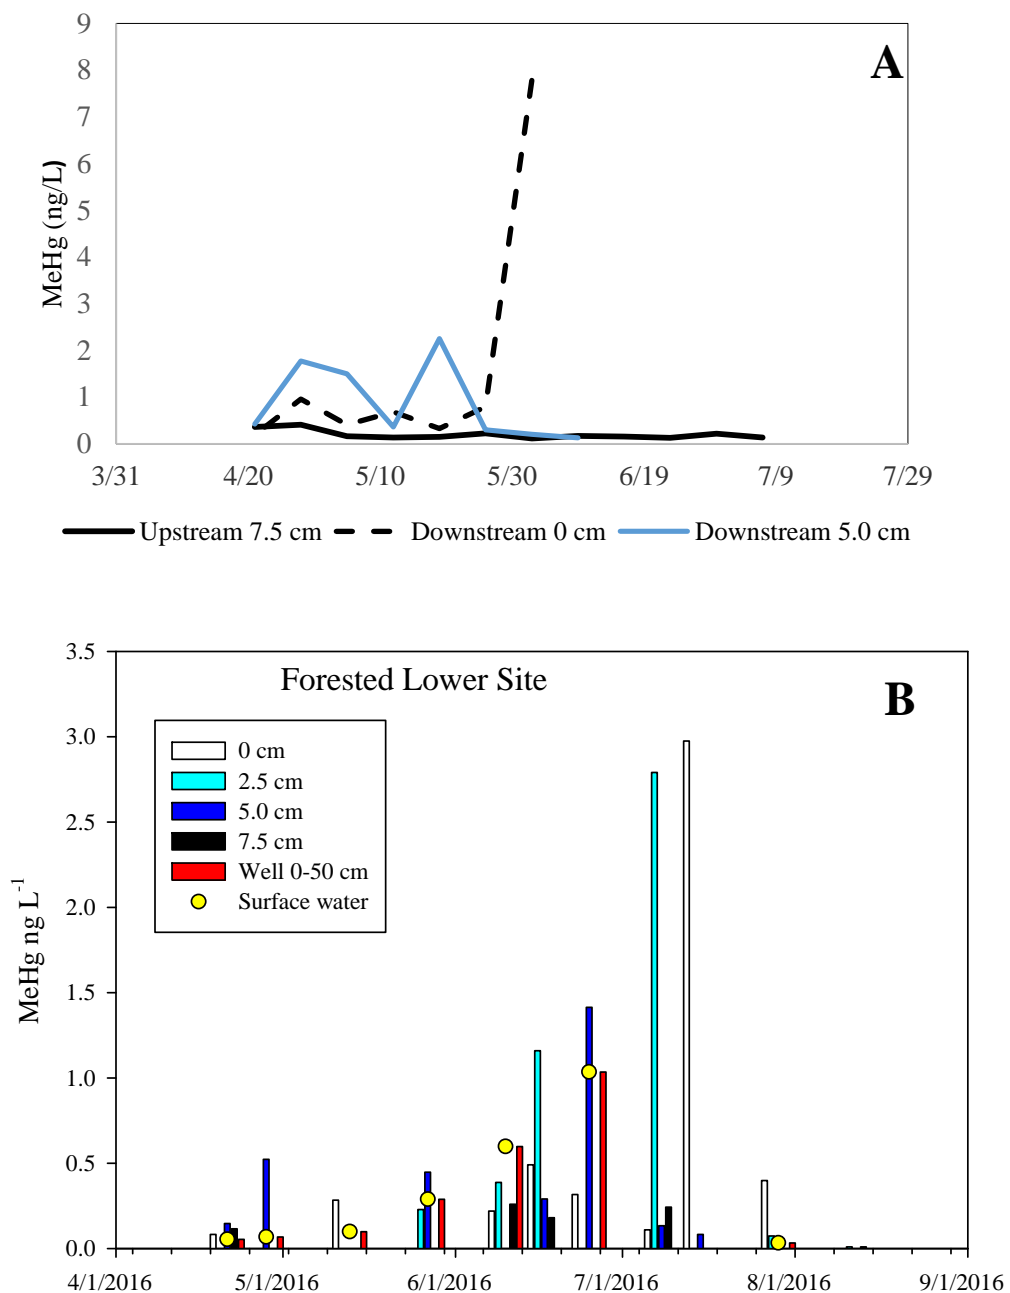 9
A
8
7
6
5
4
3
2
1
0
MeHg (ng/L)
3/31 4/20 5/10 5/30 6/19 7/9 7/29
Upstream 7.5 cm Downstream 0 cm Downstream 5.0 cm
3.5
Forested Lower Site
B
3.0
2.5
2.0
1.5
1.0
0.5
0.0
MeHg ng L-1
0 cm
2.5 cm
5.0 cm
7.5 cm
Well 0-50 cm
Surface water
4/1/2016 5/1/2016 6/1/2016 7/1/2016 8/1/2016 9/1/2016